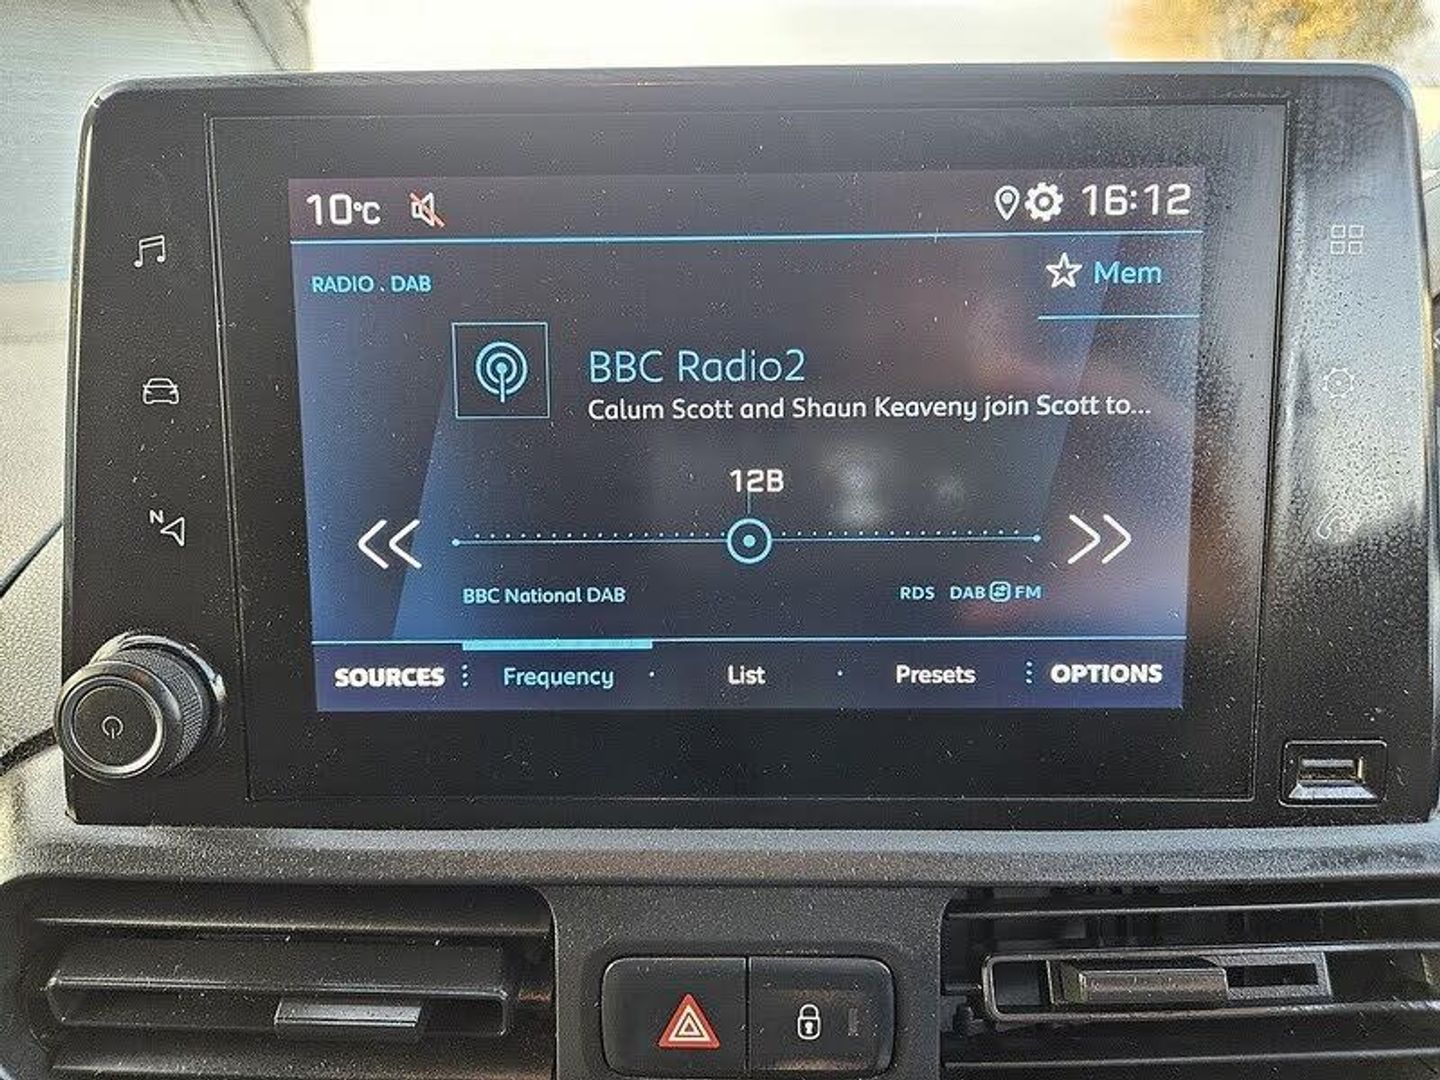 10°C 16:12
RADIO . DAB
Mem
BBC Radio2
Calum Scott and Shaun Keaveny join Scott to...
12B
N
BBC National DAB RDS DAB FM
SOURCES Frequency List Presets OPTIONS